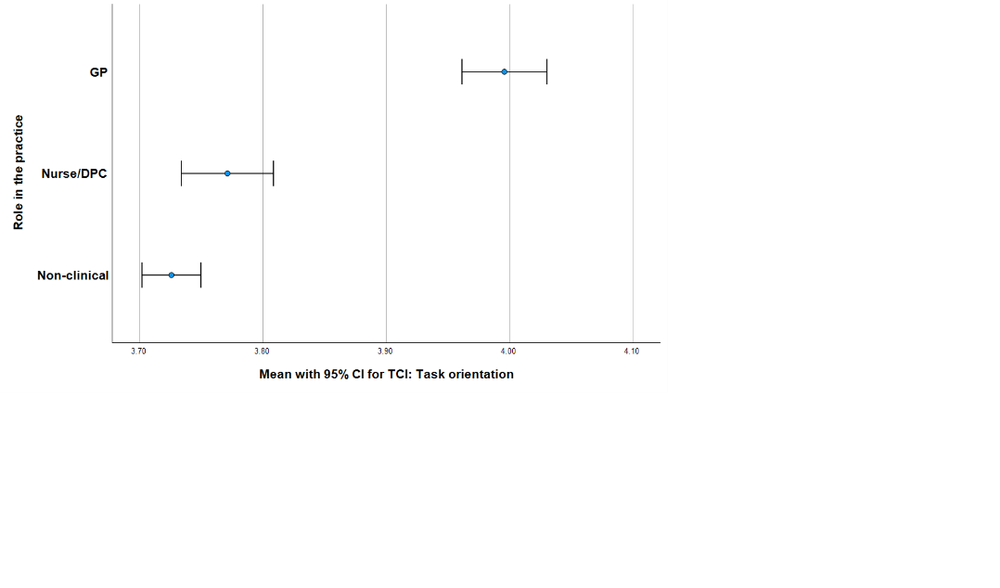 GP
Nurse/DPC
Non-clinical
Role in the practice
3.70 3.80 3.90 4.00 4.10
Mean with 95% CI for TCI: Task orientation